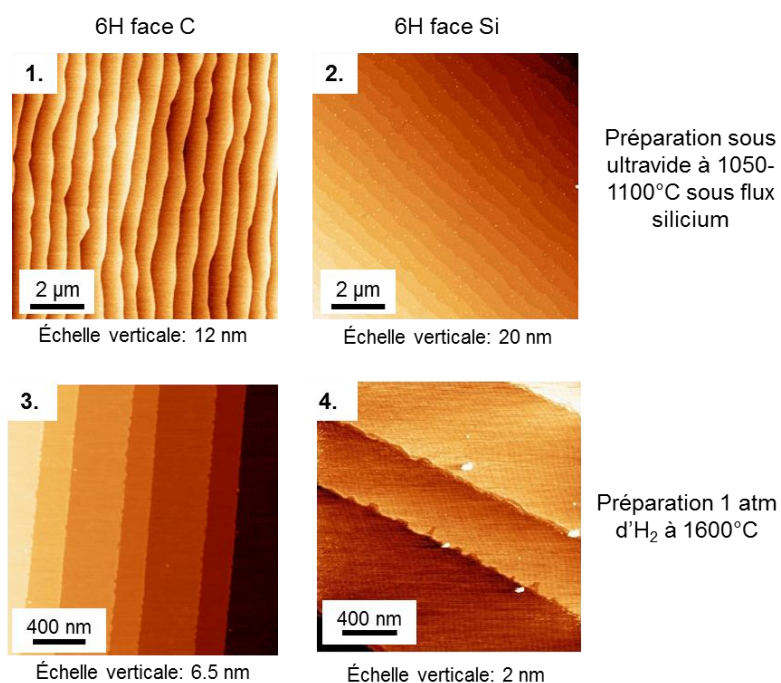 6H face C
6H face Si
1.
2.
Préparation sous
ultravide à 1050-
1100°C sous flux
silicium
2 µm
2 µm
Échelle verticale: 12 nm
Échelle verticale: 20 nm
3.
4.
Préparation 1 atm
d'H₂ à 1600°C
400 nm
400 nm
Échelle verticale: 6.5 nm
Échelle verticale: 2 nm